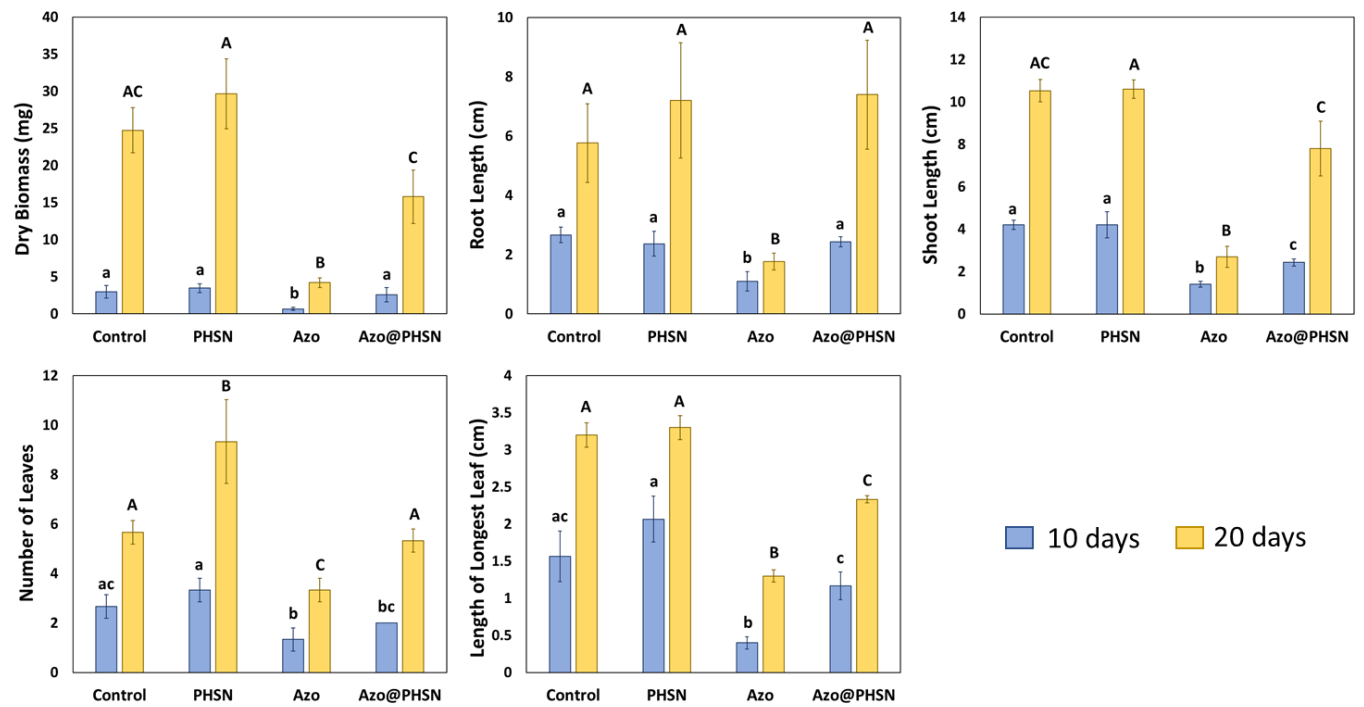 Dry Biomass (mg)
40
35
30
25
20
15
10
5
0
a
AC
a
A
b
B
a
C
Control PHSN Azo Azo@PHSN
Root Length (cm)
10
8
6
4
2
0
a
A
a
A
b
B
a
A
Control PHSN Azo Azo@PHSN
Shoot Length (cm)
14
12
10
8
6
4
2
0
a
AC
a
A
b
B
c
C
Control PHSN Azo Azo@PHSN
Number of Leaves
12
10
8
6
4
2
0
ac
A
a
B
b
C
bc
A
Control PHSN Azo Azo@PHSN
Length of Longest Leaf (cm)
4
3.5
3
2.5
2
1.5
1
0.5
0
ac
A
a
A
b
B
c
C
Control PHSN Azo Azo@PHSN
10 days 20 days